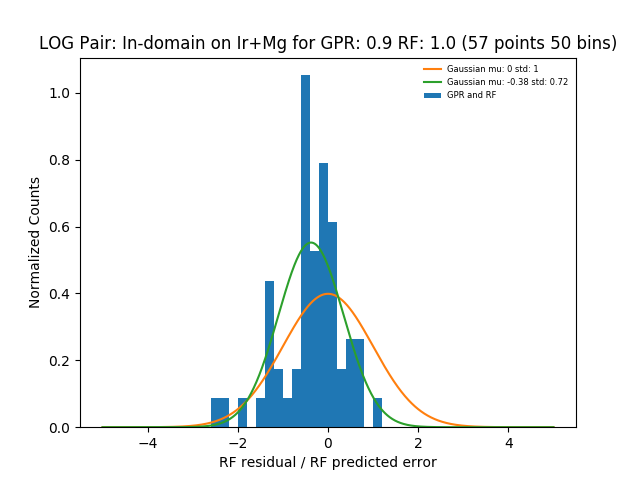 LOG Pair: In-domain on Ir+Mg for GPR: 0.9 RF: 1.0 (57 points 50 bins)
Gaussian mu: 0 std: 1
Gaussian mu: -0.38 std: 0.72
GPR and RF
Normalized Counts
1.0
0.8
0.6
0.4
0.2
0.0
−4
−2
0
2
4
RF residual / RF predicted error